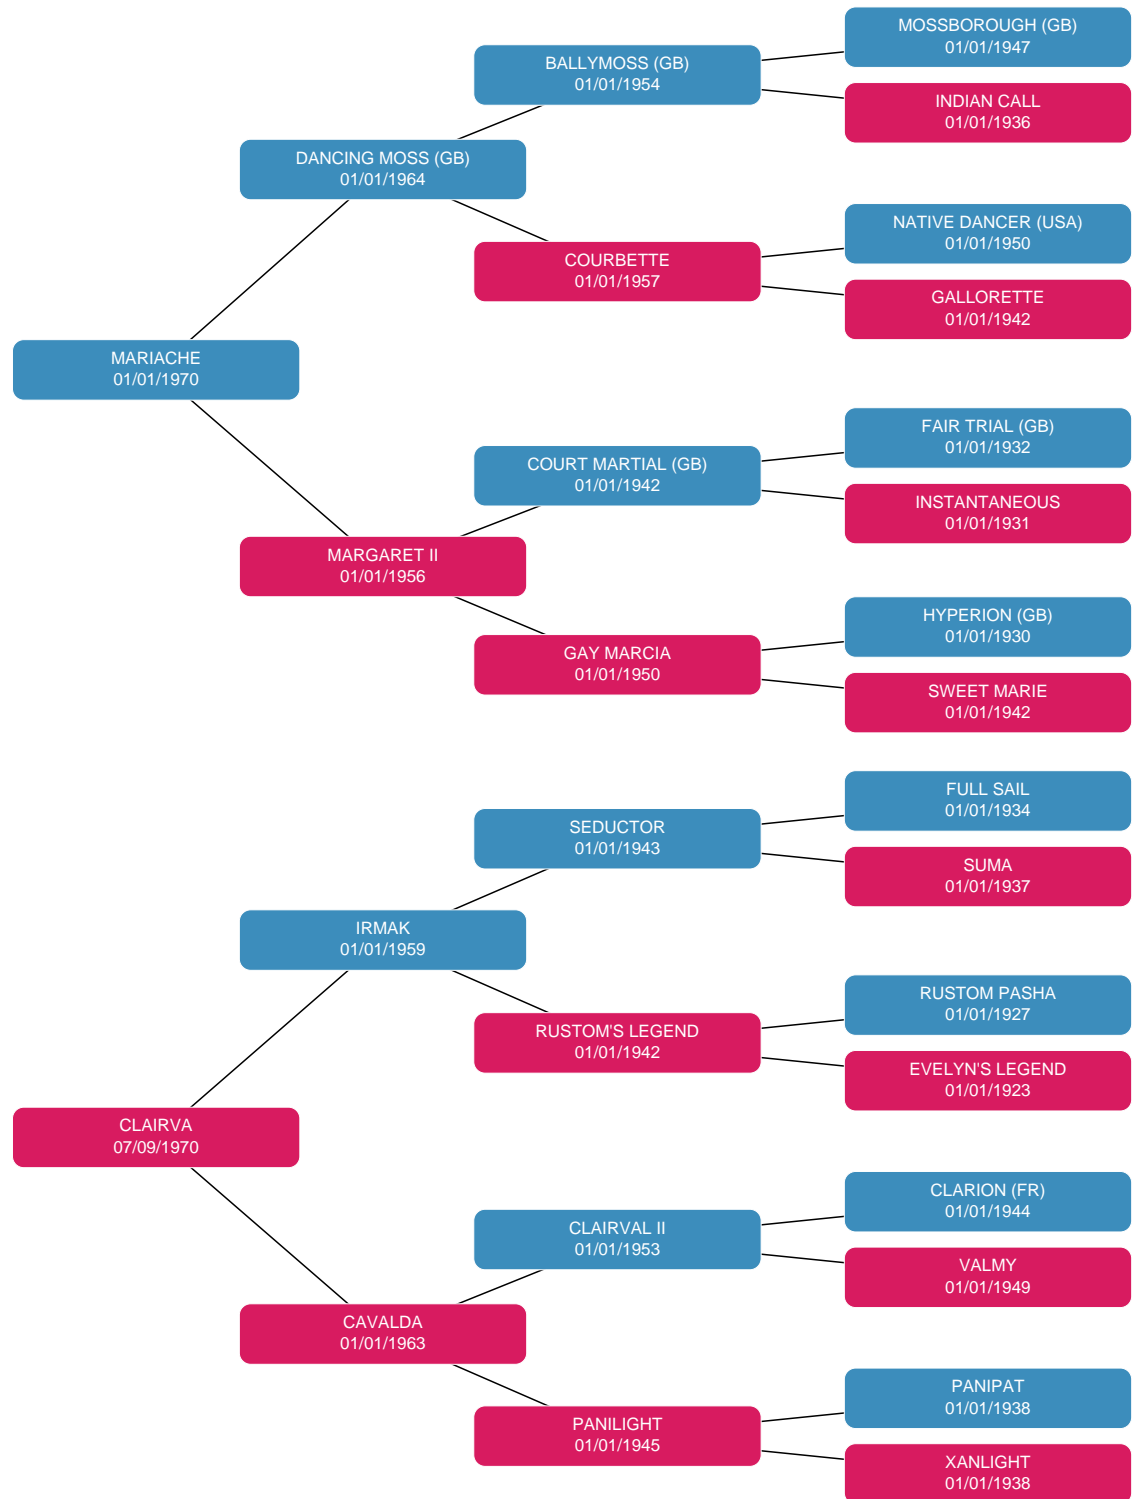 MOSSBOROUGH (GB)
01/01/1947
BALLYMOSS (GB)
01/01/1954
INDIAN CALL
01/01/1936
DANCING MOSS (GB)
01/01/1964
NATIVE DANCER (USA)
01/01/1950
COURBETTE
01/01/1957
GALLORETTE
01/01/1942
MARIACHE
01/01/1970
FAIR TRIAL (GB)
01/01/1932
COURT MARTIAL (GB)
01/01/1942
INSTANTANEOUS
01/01/1931
MARGARET II
01/01/1956
HYPERION (GB)
01/01/1930
GAY MARCIA
01/01/1950
SWEET MARIE
01/01/1942
FULL SAIL
01/01/1934
SEDUCTOR
01/01/1943
SUMA
01/01/1937
IRMAK
01/01/1959
RUSTOM PASHA
01/01/1927
RUSTOM'S LEGEND
01/01/1942
EVELYN'S LEGEND
01/01/1923
CLAIRVA
07/09/1970
CLARION (FR)
01/01/1944
CLAIRVAL II
01/01/1953
VALMY
01/01/1949
CAVALDA
01/01/1963
PANIPAT
01/01/1938
PANILIGHT
01/01/1945
XANLIGHT
01/01/1938